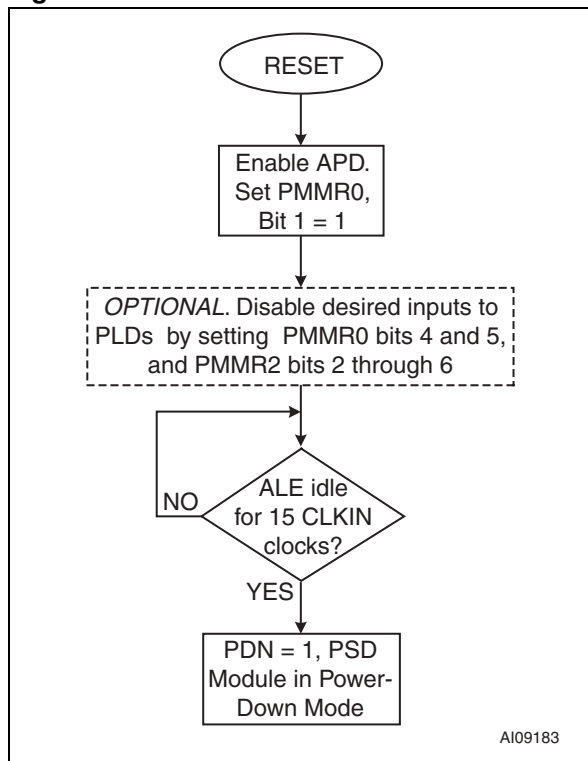 RESET
Enable APD.
Set PMMR0,
Bit 1 = 1
OPTIONAL. Disable desired inputs to
PLDs by setting PMMR0 bits 4 and 5,
and PMMR2 bits 2 through 6
NO
ALE idle
for 15 CLKIN
clocks?
YES
PDN = 1, PSD
Module in Power-
Down Mode
AI09183